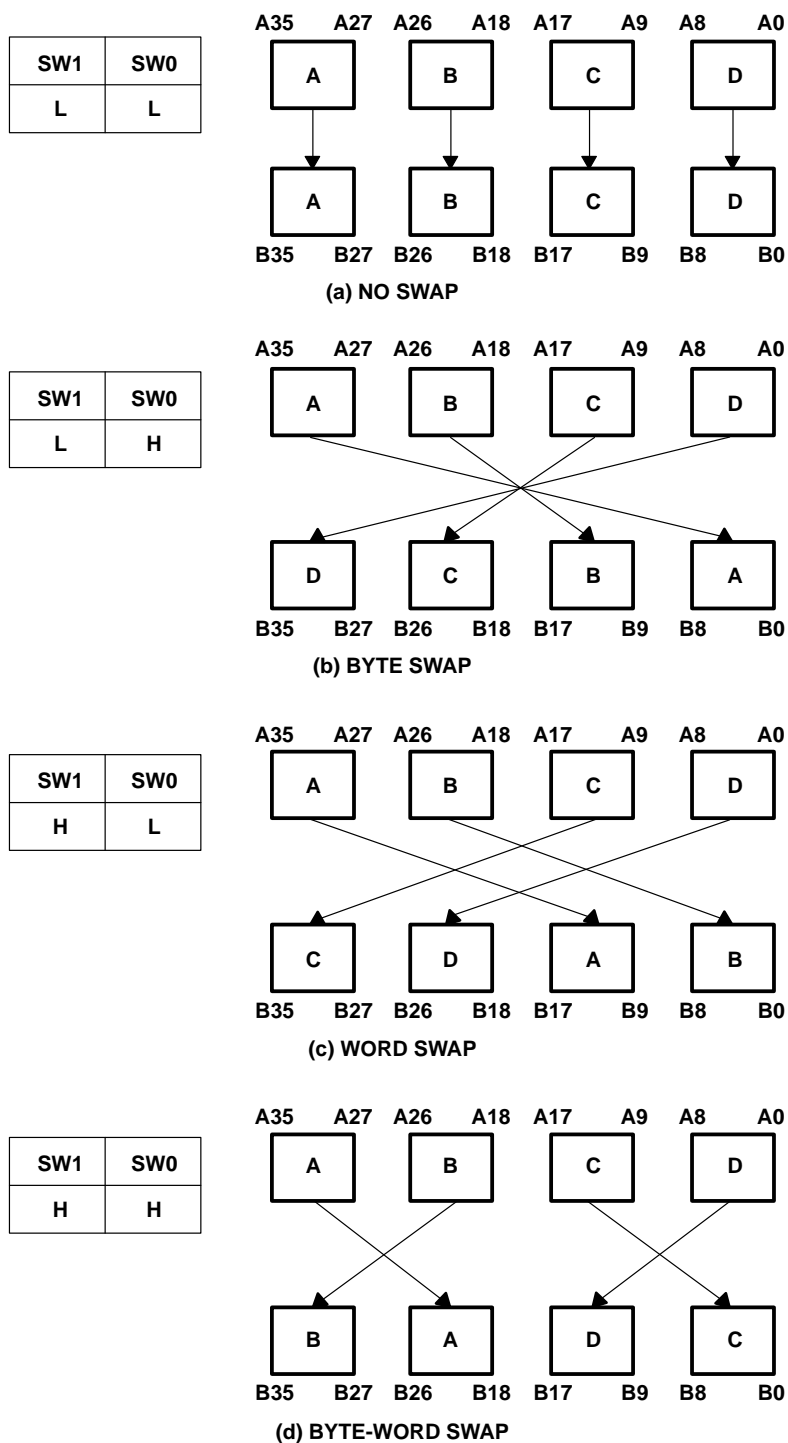 A35 A27 A26 A18 A17 A9 A8 A0
SW1 SW0
A B C D
L L
A B C D
B35 B27 B26 B18 B17 B9 B8 B0
(a) NO SWAP
A35 A27 A26 A18 A17 A9 A8 A0
SW1 SW0
A B C D
L H
D C B A
B35 B27 B26 B18 B17 B9 B8 B0
(b) BYTE SWAP
A35 A27 A26 A18 A17 A9 A8 A0
SW1 SW0
A B C D
H L
C D A B
B35 B27 B26 B18 B17 B9 B8 B0
(c) WORD SWAP
A35 A27 A26 A18 A17 A9 A8 A0
SW1 SW0
A B C D
H H
B A D C
B35 B27 B26 B18 B17 B9 B8 B0
(d) BYTE-WORD SWAP